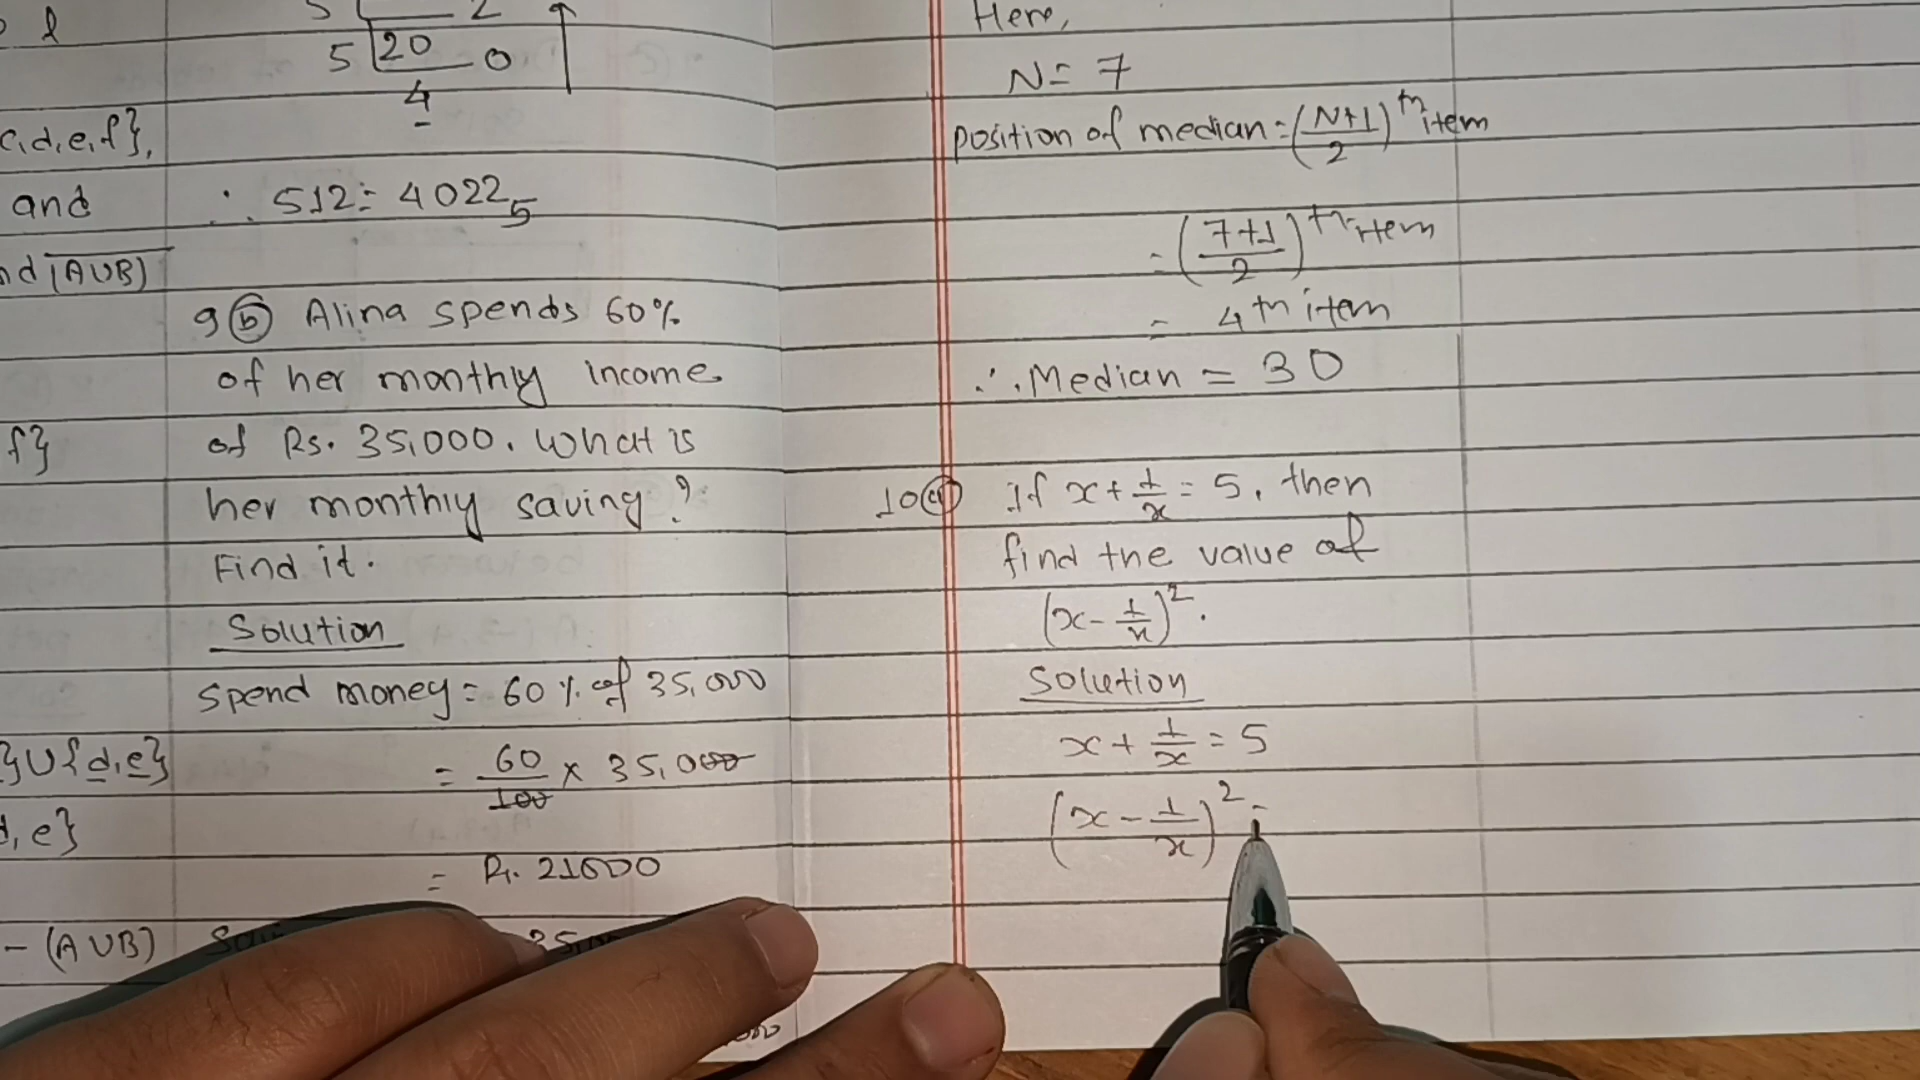 5 2
5 20 0
4
c,d,e,f},
and
∴ 512 = 4022₅
nd (A∪B)
9 (b) Alina spends 60%
of her monthly income
of Rs. 35,000. What is
f}
her monthly saving?
Find it.
Solution
Spend money = 60% of 35,000
}∪{d,e}
= 60/100 × 35,000
d, e}
= Rs. 21000
- (A∪B)
Here,
N = 7
Position of median = (N+1/2)th item
= (7+1/2)th item
= 4th item
∴ Median = 30
10 (a) If x + 1/x = 5, then
find the value of
(x - 1/x)².
Solution
x + 1/x = 5
(x - 1/x)² =